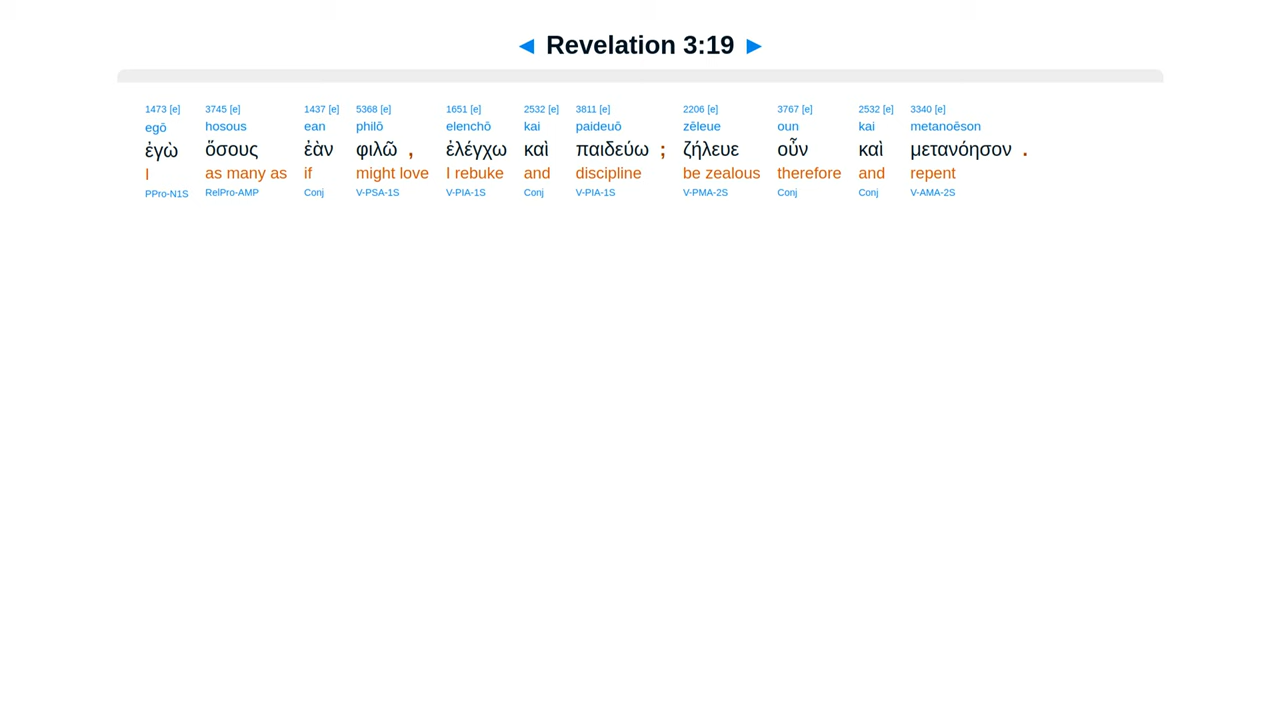 ◄ Revelation 3:19 ►
1473 [e] 3745 [e] 1437 [e] 5368 [e] 1651 [e] 2532 [e] 3811 [e] 2206 [e] 3767 [e] 2532 [e] 3340 [e]
egō hosous ean philō elenchō kai paideuō zēleue oun kai metanoēson
ἐγὼ ὅσους ἐὰν φιλῶ , ἐλέγχω καὶ παιδεύω ; ζήλευε οὖν καὶ μετανόησον .
I as many as if might love I rebuke and discipline be zealous therefore and repent
PPro-N1S RelPro-AMP Conj V-PSA-1S V-PIA-1S Conj V-PIA-1S V-PMA-2S Conj Conj V-AMA-2S